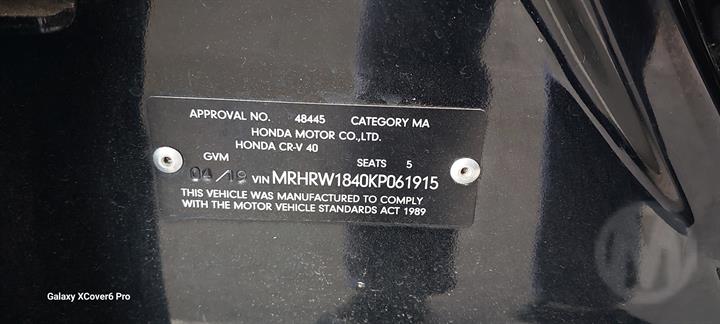 APPROVAL NO. 48445 CATEGORY MA
HONDA MOTOR CO.,LTD.
HONDA CR-V 40
GVM SEATS 5
04/19 VIN MRHRW1840KP061915
THIS VEHICLE WAS MANUFACTURED TO COMPLY
WITH THE MOTOR VEHICLE STANDARDS ACT 1989
Galaxy XCover6 Pro
M